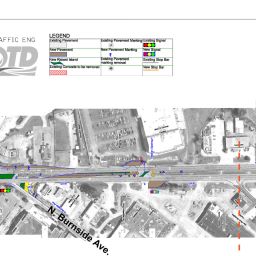 AFFIC ENG
OTD
LEGEND
Existing Pavement Existing Pavement Marking Existing Signal
New Pavement New Pavement Marking New Signal
New Raised Island Existing Pavement marking removal Existing Stop Bar
Existing Concrete to be removed New Stop Bar
N. Burnside Ave.